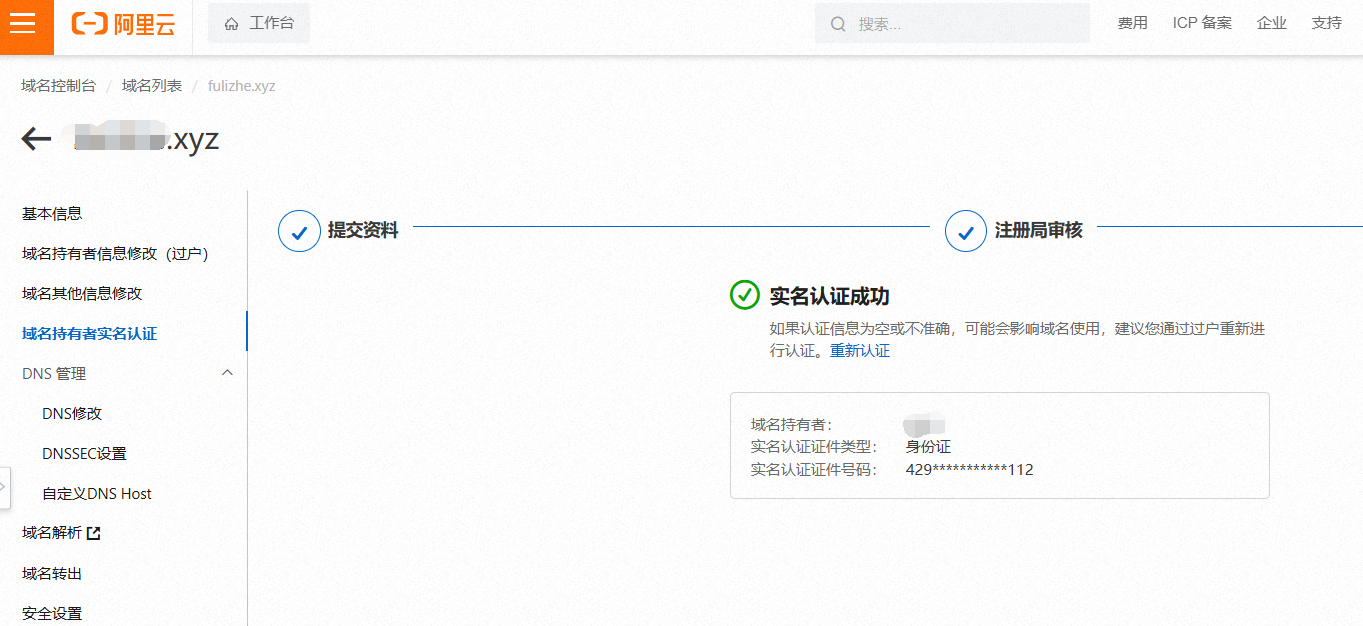 阿里云
工作台
搜索...
费用 ICP 备案 企业 支持
域名控制台 / 域名列表 / fulizhe.xyz
.xyz
基本信息
域名持有者信息修改（过户）
域名其他信息修改
域名持有者实名认证
DNS 管理
DNS修改
DNSSEC设置
自定义DNS Host
域名解析
域名转出
安全设置
提交资料
注册局审核
实名认证成功
如果认证信息为空或不准确，可能会影响域名使用，建议您通过过户重新进
行认证。重新认证
域名持有者：
实名认证证件类型： 身份证
实名认证证件号码： 429***********112